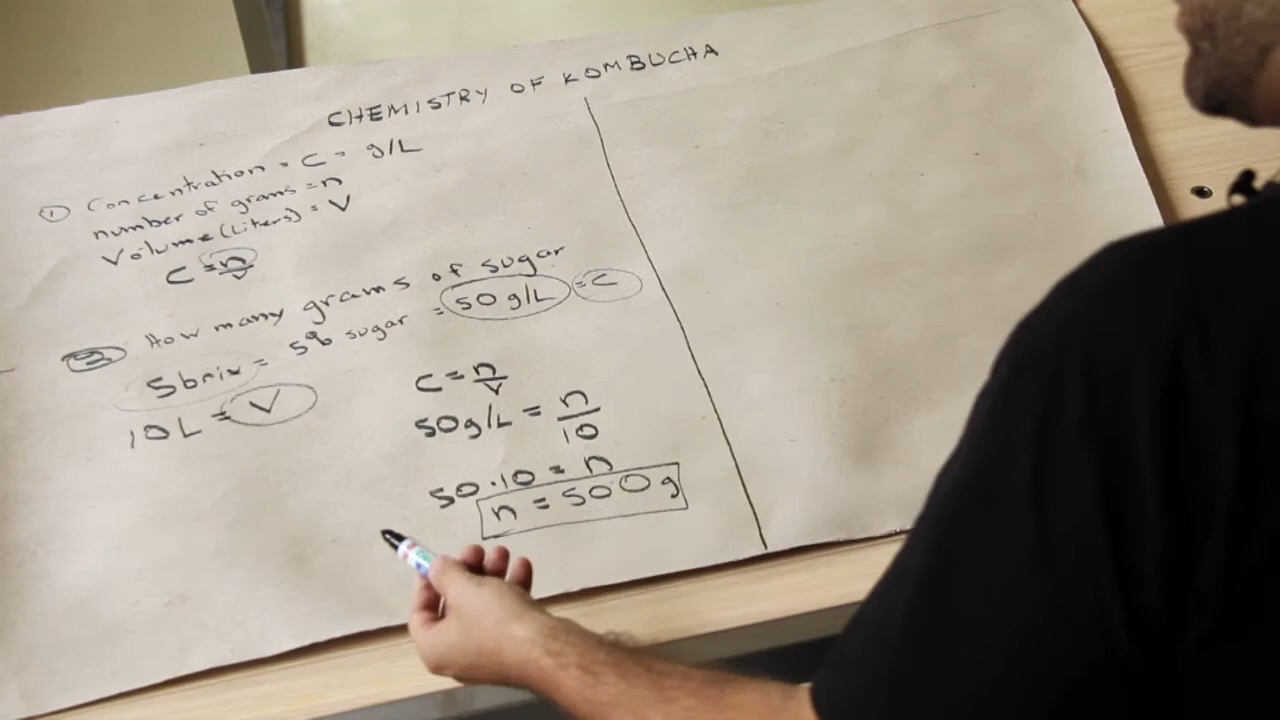 CHEMISTRY OF KOMBUCHA
① Concentration = C = g/L
number of grams = n
Volume (Liters) = V
C = n/V
② How many grams of sugar
5brix = 5% sugar = 50 g/L = C
10L = V
C = n/V
50g/L = n/10
50.10 = n
n = 500g